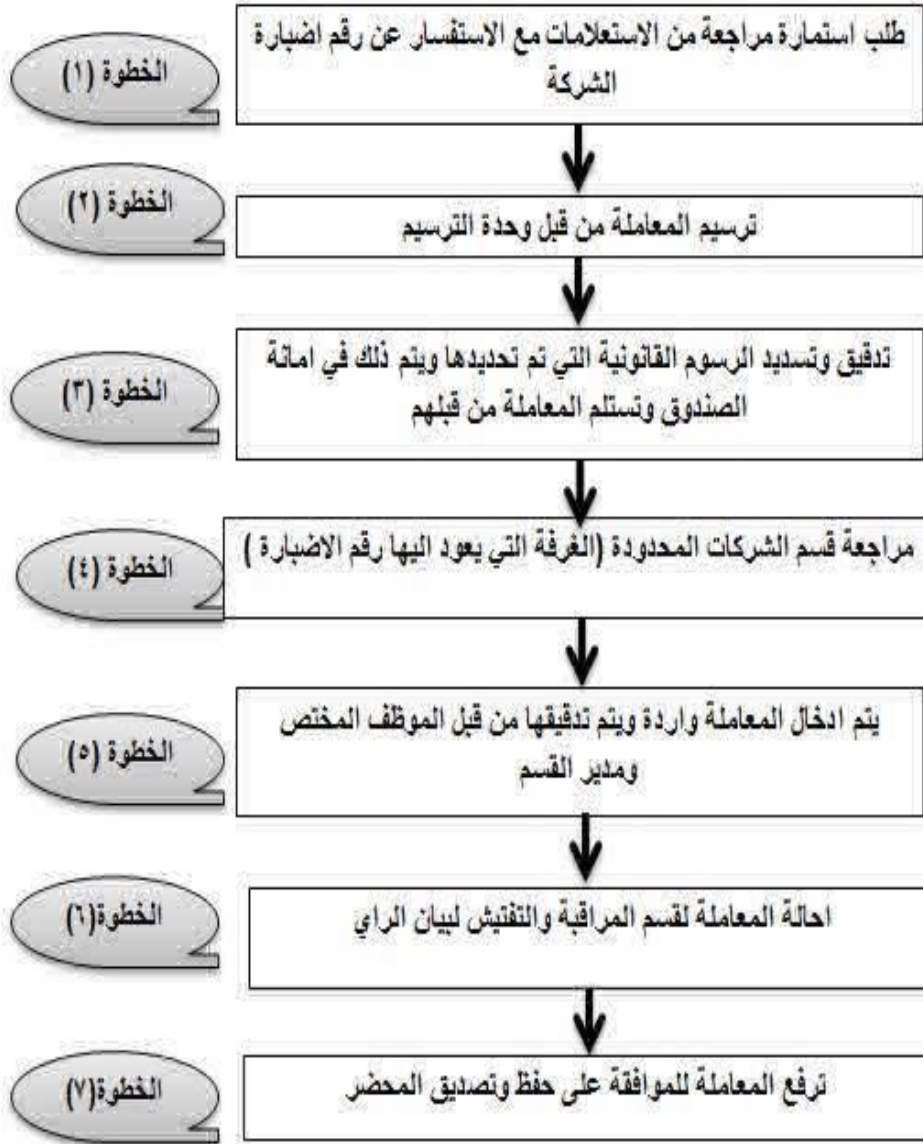 الخطوة (١)
طلب استمارة مراجعة من الاستعلامات مع الاستفسار عن رقم اضبارة
الشركة
الخطوة (٢)
ترسيم المعاملة من قبل وحدة الترسيم
الخطوة (٣)
تدقيق وتسديد الرسوم القانونية التي تم تحديدها ويتم ذلك في امانة
الصندوق وتستلم المعاملة من قبلهم
الخطوة (٤)
مراجعة قسم الشركات المحدودة (الغرفة التي يعود اليها رقم الاضبارة )
الخطوة (٥)
يتم ادخال المعاملة واردة ويتم تدقيقها من قبل الموظف المختص
ومدير القسم
الخطوة(٦)
احالة المعاملة لقسم المراقبة والتفتيش لبيان الراي
الخطوة(٧)
ترفع المعاملة للموافقة على حفظ وتصديق المحضر